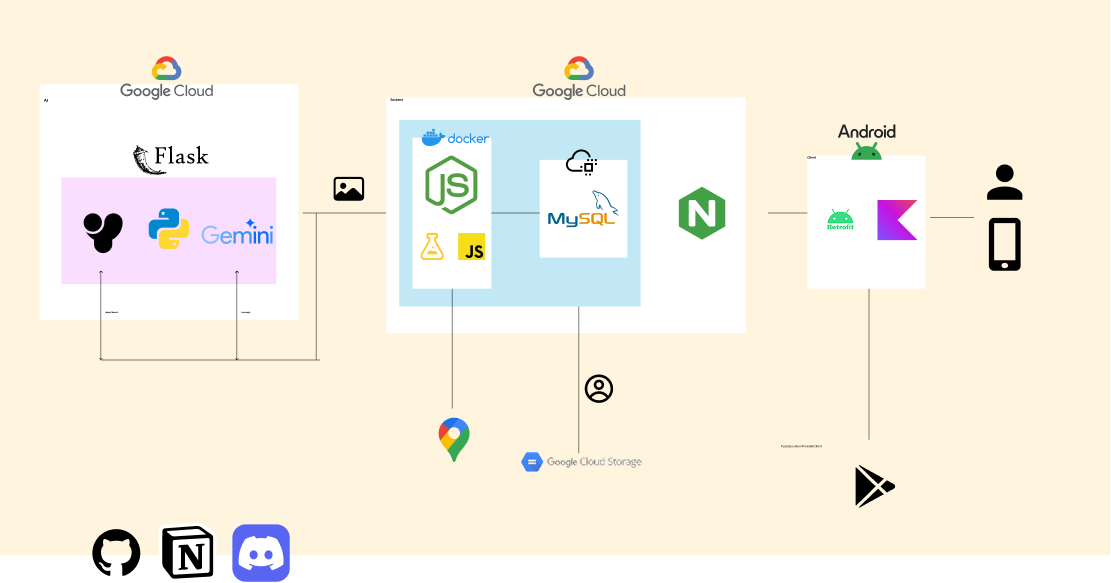 Google Cloud
AI
Flask
Gemini
Google Cloud
Backend
docker
JS
JS
MySQL
N
Google Cloud Storage
Android
Client
Retrofit
N